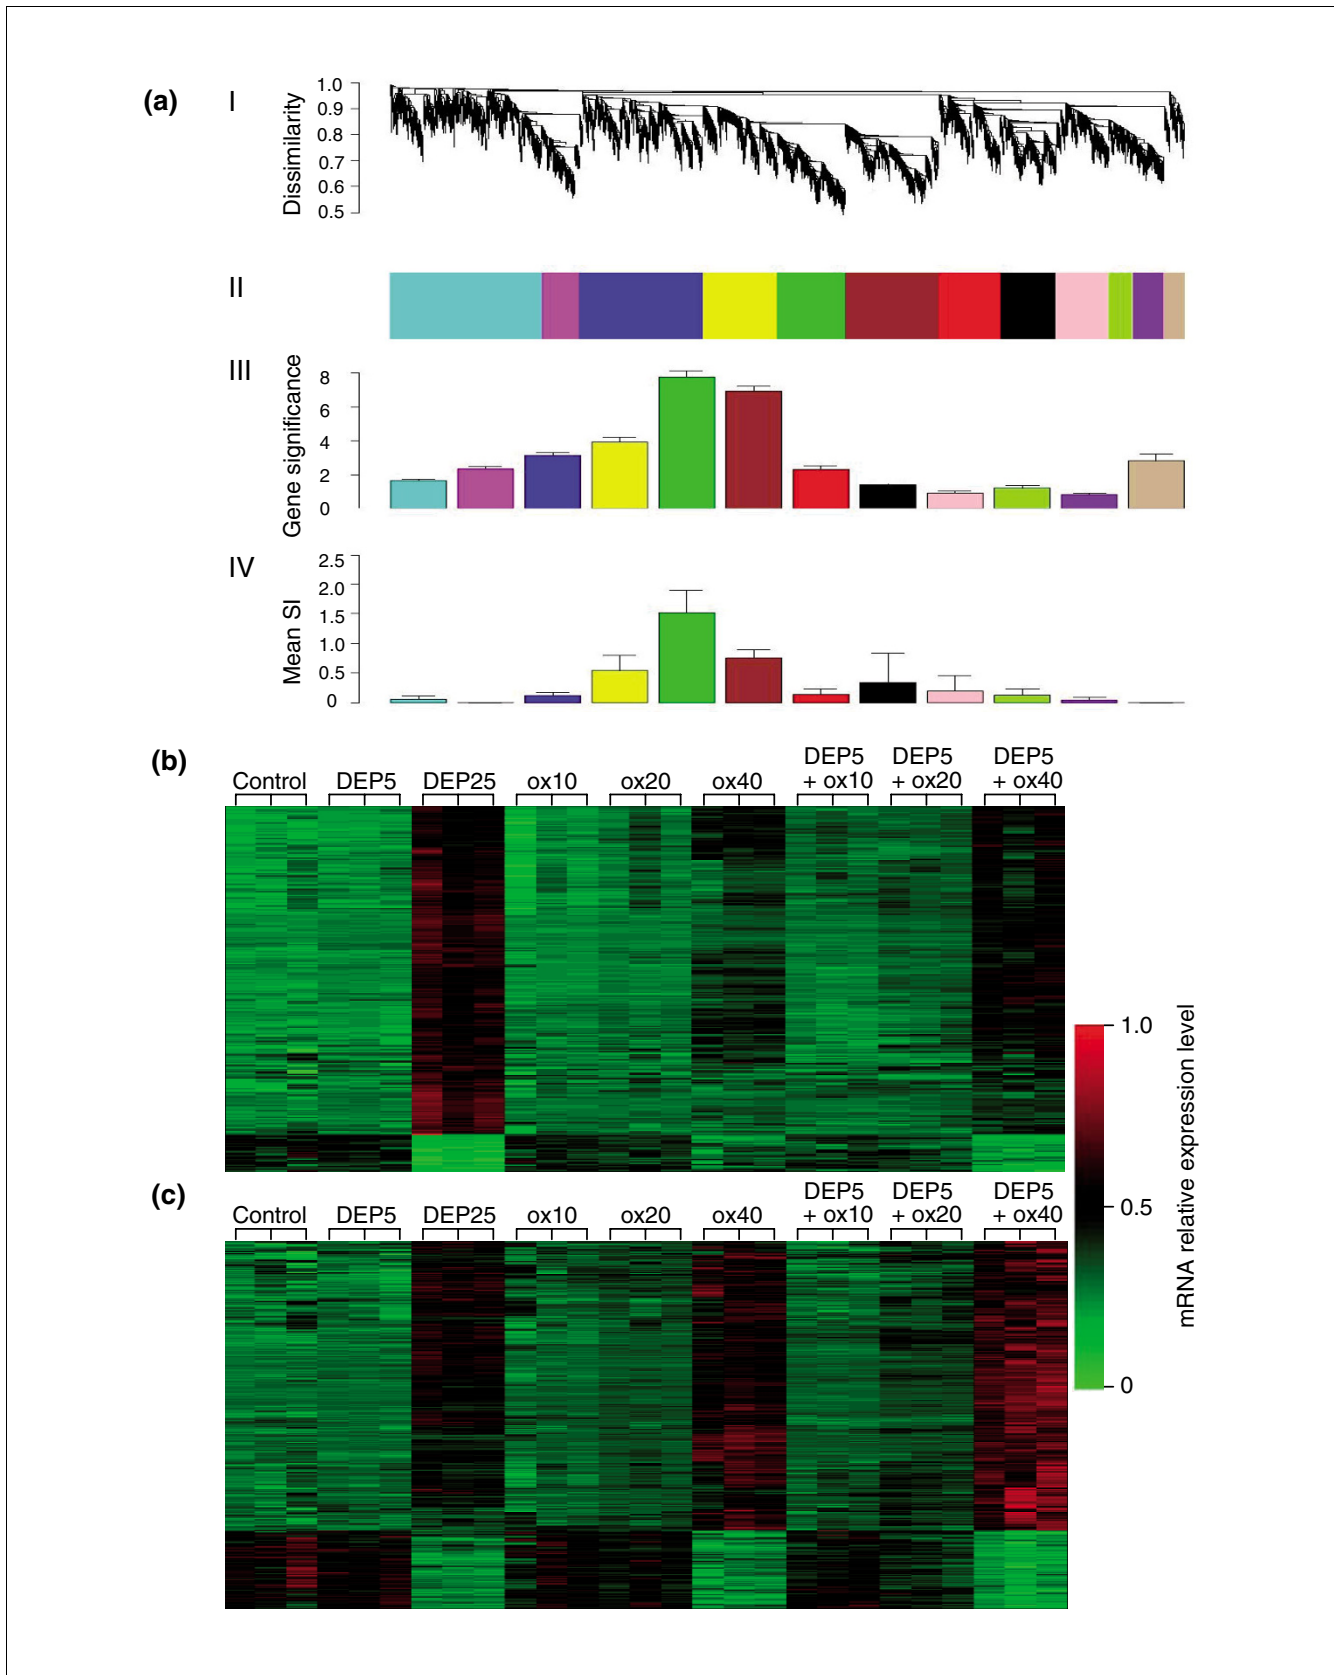 (a)
I
Dissimilarity
1.0
0.9
0.8
0.7
0.6
0.5
II
III
Gene significance
8
6
4
2
0
IV
Mean SI
2.5
2.0
1.5
1.0
0.5
0
(b)
Control DEP5 DEP25 ox10 ox20 ox40 DEP5 + ox10 DEP5 + ox20 DEP5 + ox40
(c)
Control DEP5 DEP25 ox10 ox20 ox40 DEP5 + ox10 DEP5 + ox20 DEP5 + ox40
1.0
0.5
0
mRNA relative expression level